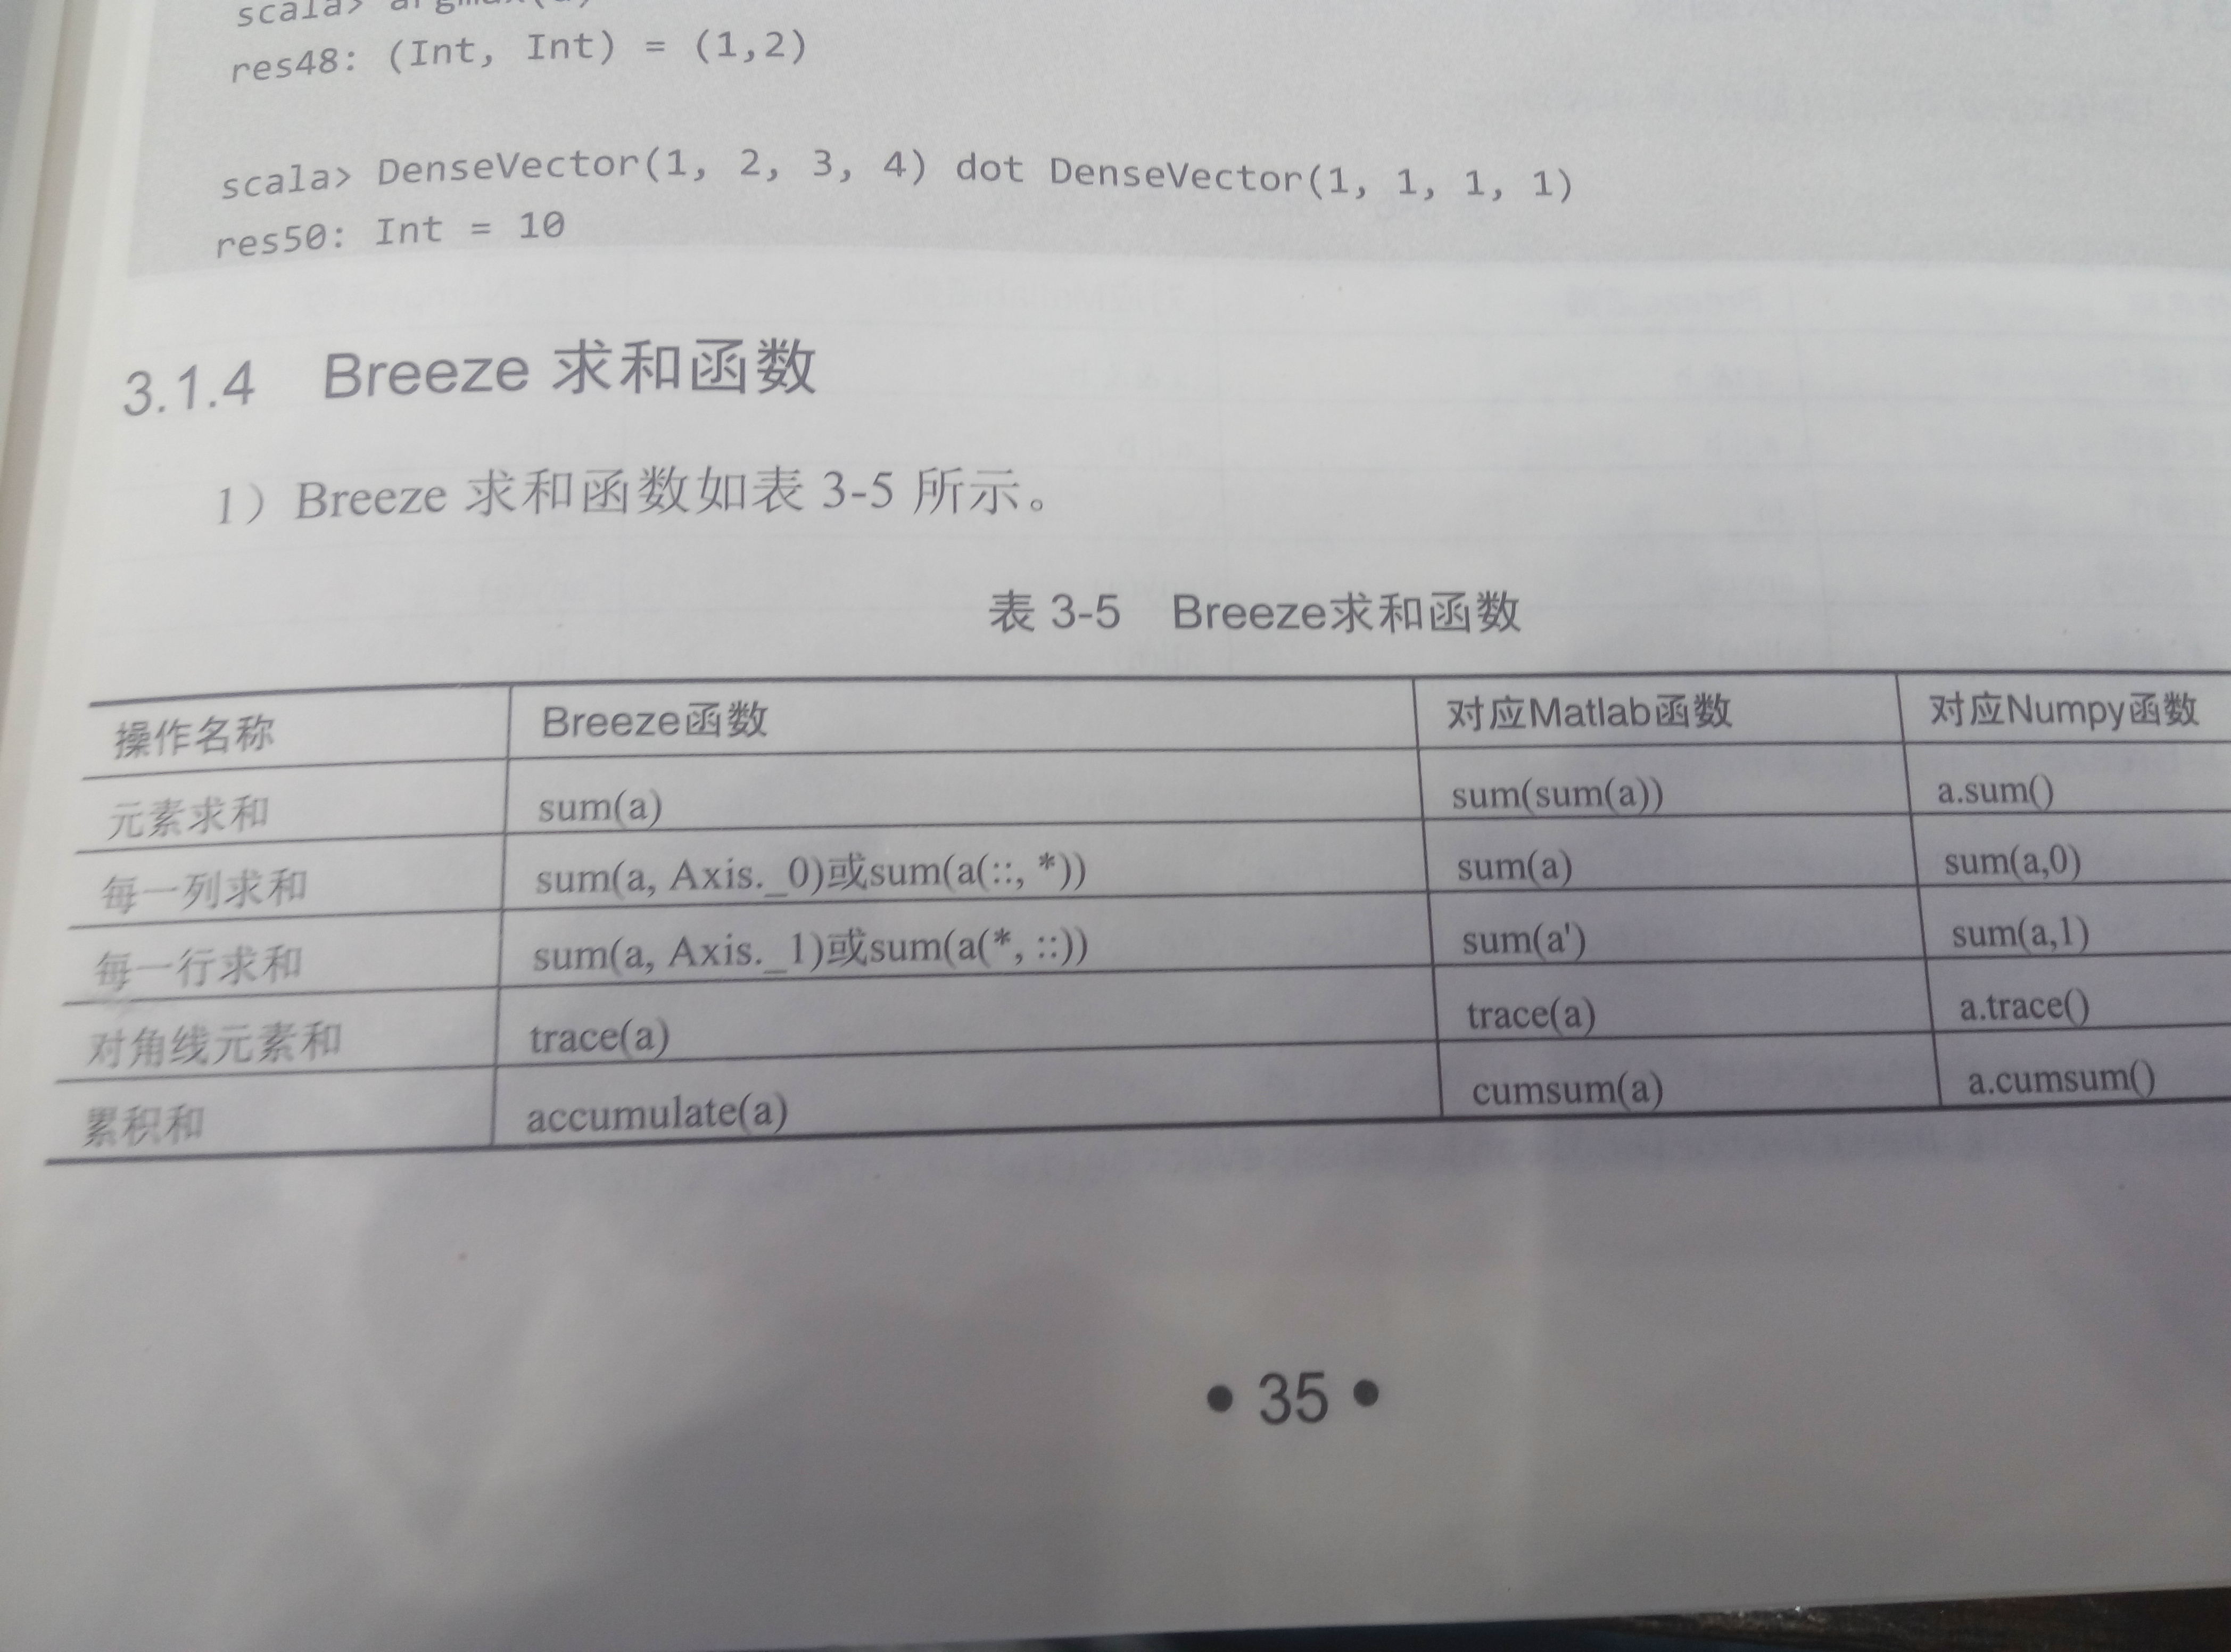 scala> argmax(a)
res48: (Int, Int) = (1,2)
scala> DenseVector(1, 2, 3, 4) dot DenseVector(1, 1, 1, 1)
res50: Int = 10
3.1.4 Breeze 求和函数
1）Breeze 求和函数如表 3-5 所示。
表 3-5 Breeze求和函数
操作名称 Breeze函数 对应Matlab函数 对应Numpy函数
元素求和 sum(a) sum(sum(a)) a.sum()
每一列求和 sum(a, Axis._0)或sum(a(::, *)) sum(a) sum(a,0)
每一行求和 sum(a, Axis._1)或sum(a(*, ::)) sum(a') sum(a,1)
对角线元素和 trace(a) trace(a) a.trace()
累积和 accumulate(a) cumsum(a) a.cumsum()
• 35 •